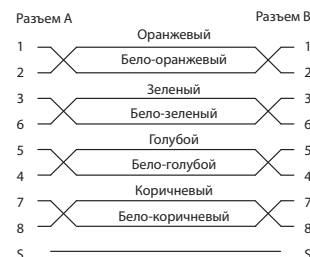 Разъем А Разъем В
Оранжевый
1 1
Бело-оранжевый
2 2
Зеленый
3 3
Бело-зеленый
6 6
Голубой
5 5
Бело-голубой
4 4
Коричневый
7 7
Бело-коричневый
8 8
S S